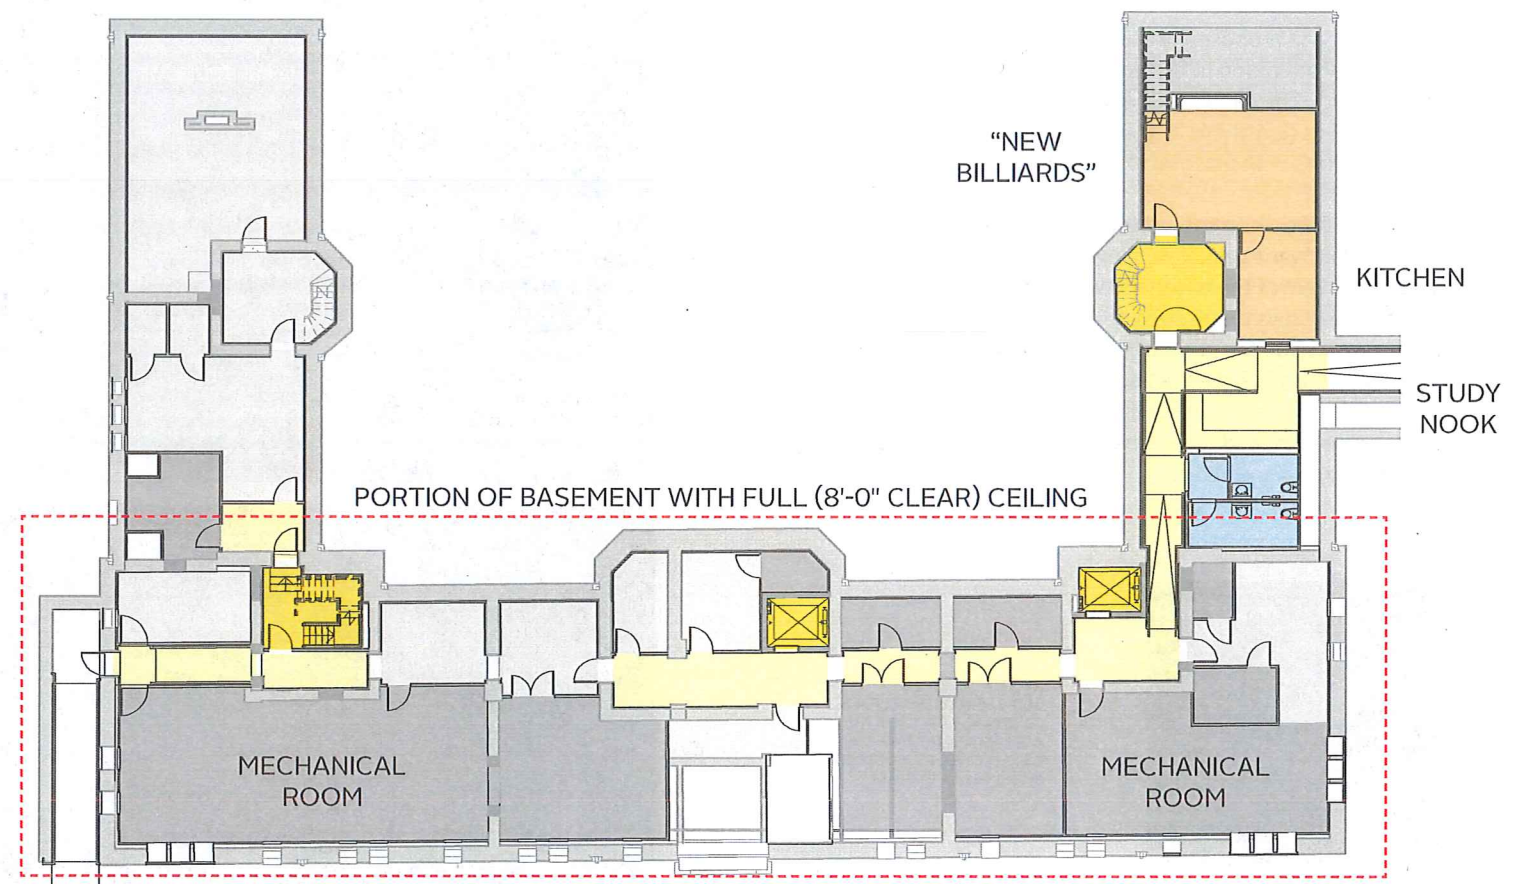 “NEW
BILLIARDS”
KITCHEN
STUDY
NOOK
PORTION OF BASEMENT WITH FULL (8'-0" CLEAR) CEILING
MECHANICAL
ROOM
MECHANICAL
ROOM